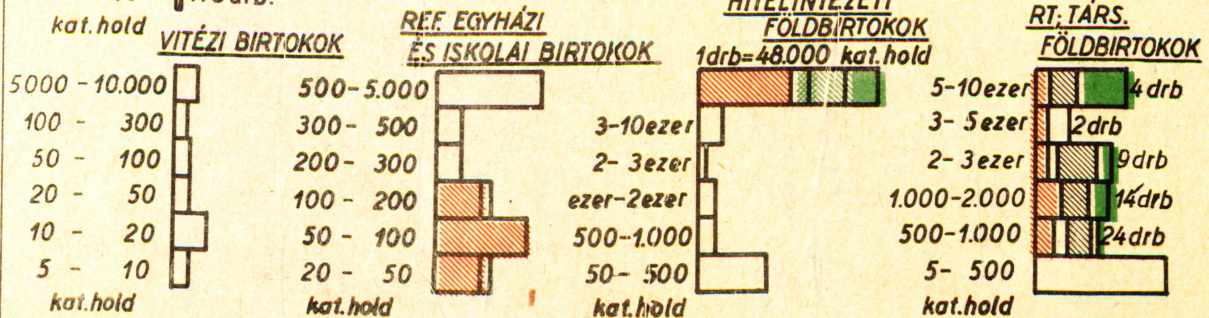 kat.hold
VITÉZI BIRTOKOK
5000 - 10.000
100 - 300
50 - 100
20 - 50
10 - 20
5 - 10
kat.hold
REF. EGYHÁZI
ÉS ISKOLAI BIRTOKOK
500 - 5.000
300 - 500
200 - 300
100 - 200
50 - 100
20 - 50
kat.hold
HITELINTÉZETI
FÖLDBIRTOKOK
1drb=48.000 kat.hold
3-10ezer
2- 3ezer
ezer-2ezer
500-1.000
50- 500
kat.hold
RT; TÁRS.
FÖLDBIRTOKOK
5-10ezer 4drb
3- 5ezer 2drb
2- 3ezer 9drb
1.000-2.000 14drb
500-1.000 24drb
5- 500
kat.hold